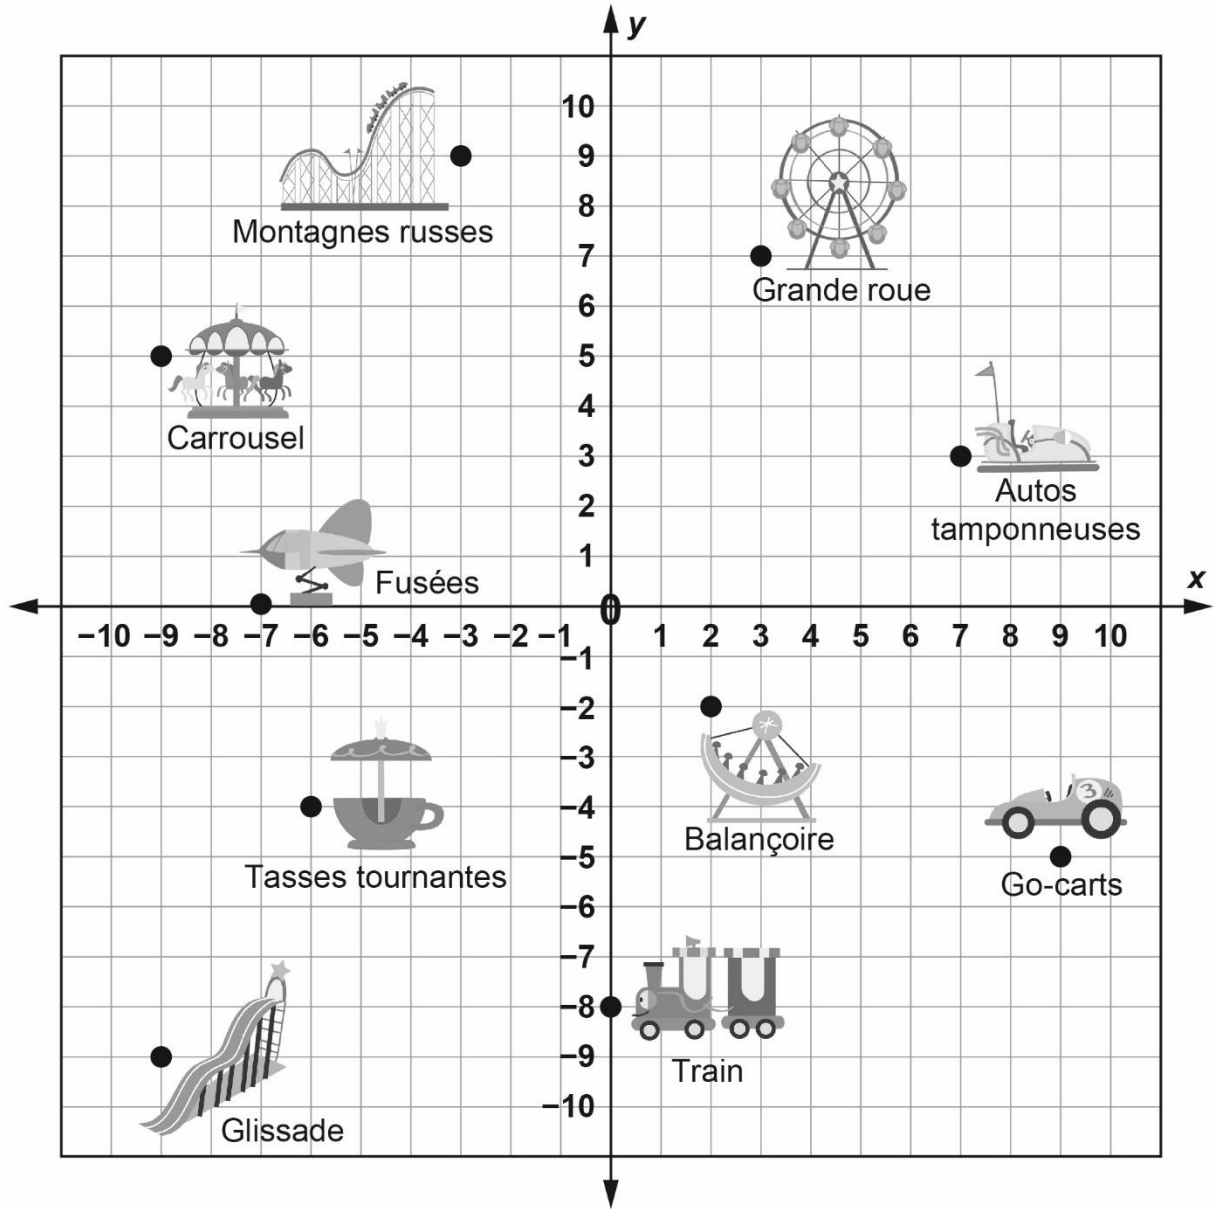 y
10
9
8
Montagnes russes
7
Grande roue
6
5
4
Carrousel
3
Autos
tamponneuses
2
1
Fusées
x
0
−10 −9 −8 −7 −6 −5 −4 −3 −2 −1 1 2 3 4 5 6 7 8 9 10
−1
−2
−3
3
−4
Balançoire
−5
Tasses tournantes
Go-carts
−6
−7
−8
−9
Train
−10
Glissade